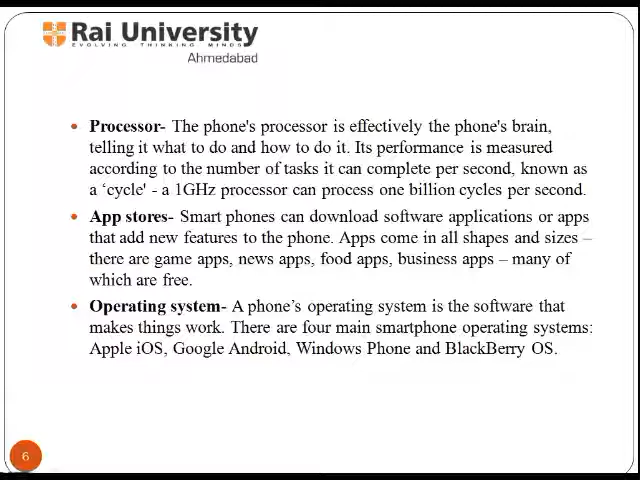 Rai University
EVOLVING THINKING MINDS
Ahmedabad
• Processor- The phone's processor is effectively the phone's brain,
telling it what to do and how to do it. Its performance is measured
according to the number of tasks it can complete per second, known as
a ‘cycle' - a 1GHz processor can process one billion cycles per second.
• App stores- Smart phones can download software applications or apps
that add new features to the phone. Apps come in all shapes and sizes –
there are game apps, news apps, food apps, business apps – many of
which are free.
• Operating system- A phone’s operating system is the software that
makes things work. There are four main smartphone operating systems:
Apple iOS, Google Android, Windows Phone and BlackBerry OS.
6